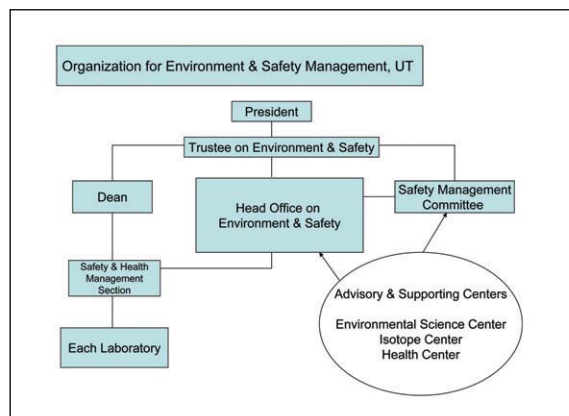 Organization for Environment & Safety Management, UT
President
Trustee on Environment & Safety
Dean
Head Office on
Environment & Safety
Safety Management
Committee
Safety & Health
Management
Section
Advisory & Supporting Centers
Environmental Science Center
Isotope Center
Health Center
Each Laboratory